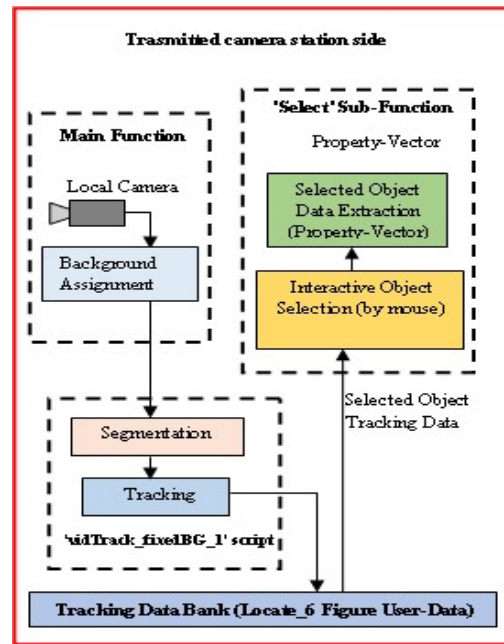 Trasmitted camera station side
Main Function
Local Camera
Background
Assignment
'Select' Sub-Function
Property-Vector
Selected Object
Data Extraction
(Property-Vector)
Interactive Object
Selection (by mouse)
Selected Object
Tracking Data
Segmentation
Tracking
'vidTrack_fixedBG_1' script
Tracking Data Bank (Locate_6 Figure User-Data)